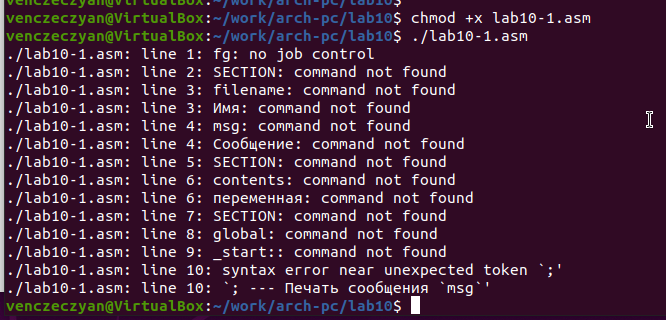 venczeczyan@VirtualBox:~/work/arch-pc/lab10$
venczeczyan@VirtualBox:~/work/arch-pc/lab10$ chmod +x lab10-1.asm
venczeczyan@VirtualBox:~/work/arch-pc/lab10$ ./lab10-1.asm
./lab10-1.asm: line 1: fg: no job control
./lab10-1.asm: line 2: SECTION: command not found
./lab10-1.asm: line 3: filename: command not found
./lab10-1.asm: line 3: Имя: command not found
./lab10-1.asm: line 4: msg: command not found
./lab10-1.asm: line 4: Сообщение: command not found
./lab10-1.asm: line 5: SECTION: command not found
./lab10-1.asm: line 6: contents: command not found
./lab10-1.asm: line 6: переменная: command not found
./lab10-1.asm: line 7: SECTION: command not found
./lab10-1.asm: line 8: global: command not found
./lab10-1.asm: line 9: _start:: command not found
./lab10-1.asm: line 10: syntax error near unexpected token `;'
./lab10-1.asm: line 10: `; --- Печать сообщения `msg`'
venczeczyan@VirtualBox:~/work/arch-pc/lab10$